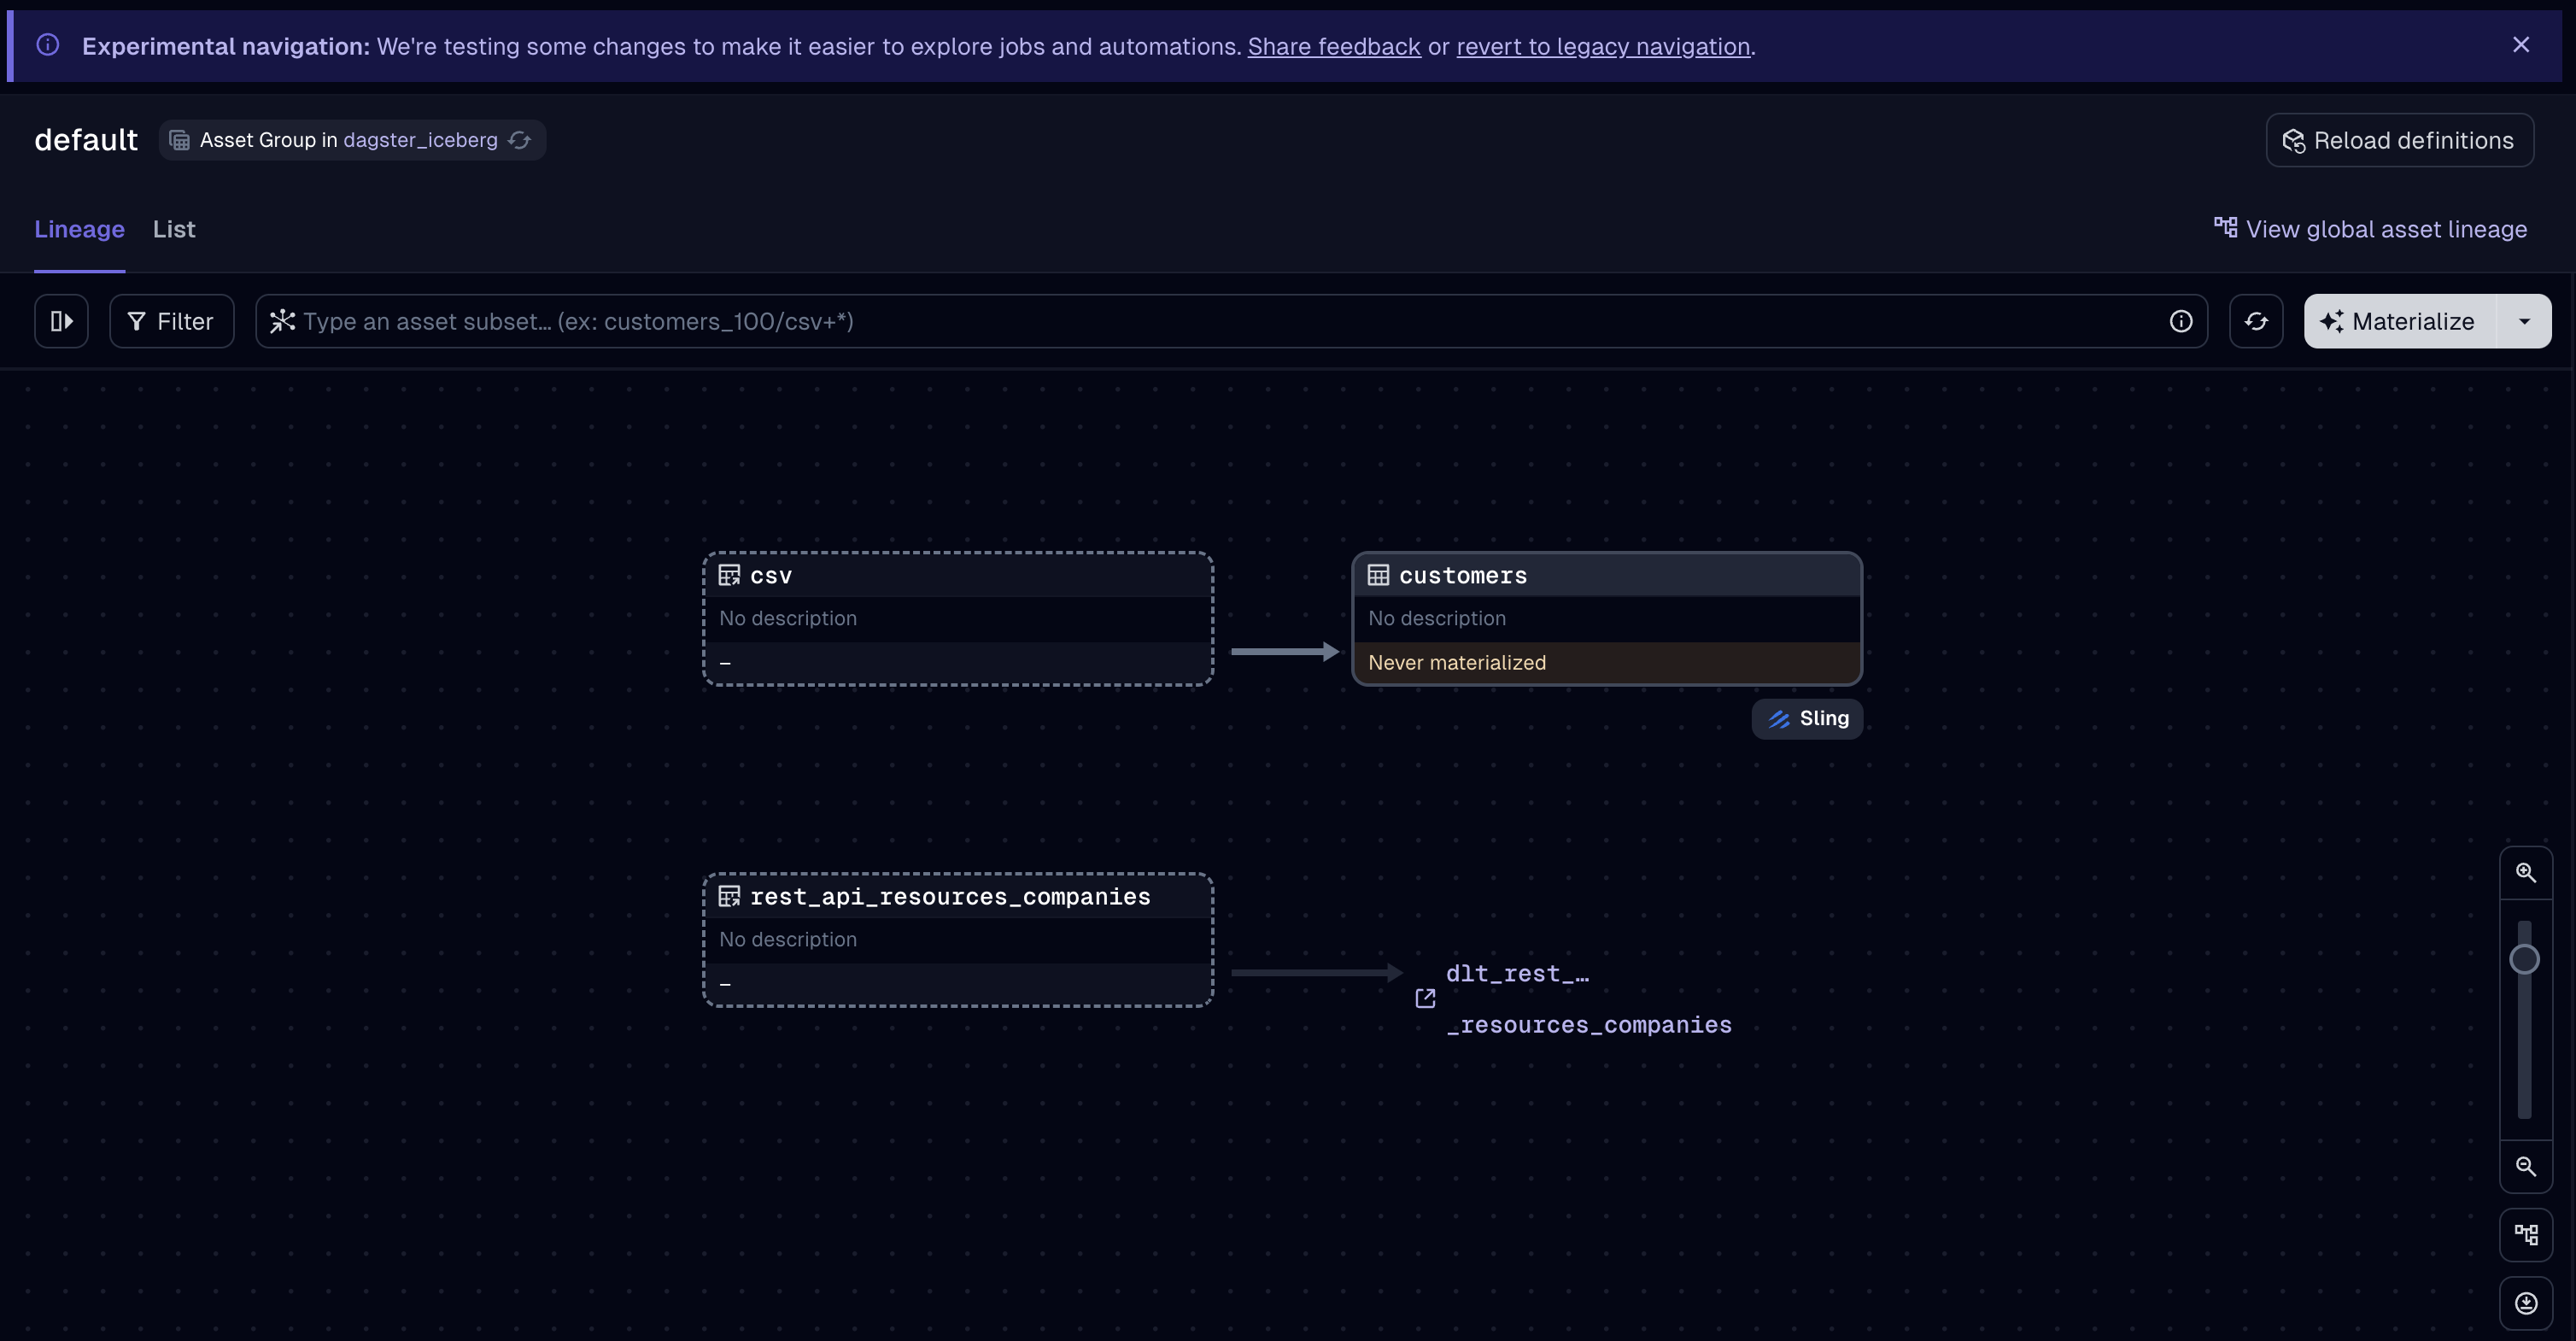 Experimental navigation: We're testing some changes to make it easier to explore jobs and automations. Share feedback or revert to legacy navigation.
default
Asset Group in dagster_iceberg
Reload definitions
Lineage
List
View global asset lineage
Filter
Type an asset subset… (ex: customers_100/csv+*)
Materialize
csv
No description
–
customers
No description
Never materialized
Sling
rest_api_resources_companies
No description
–
dlt_rest_…
_resources_companies